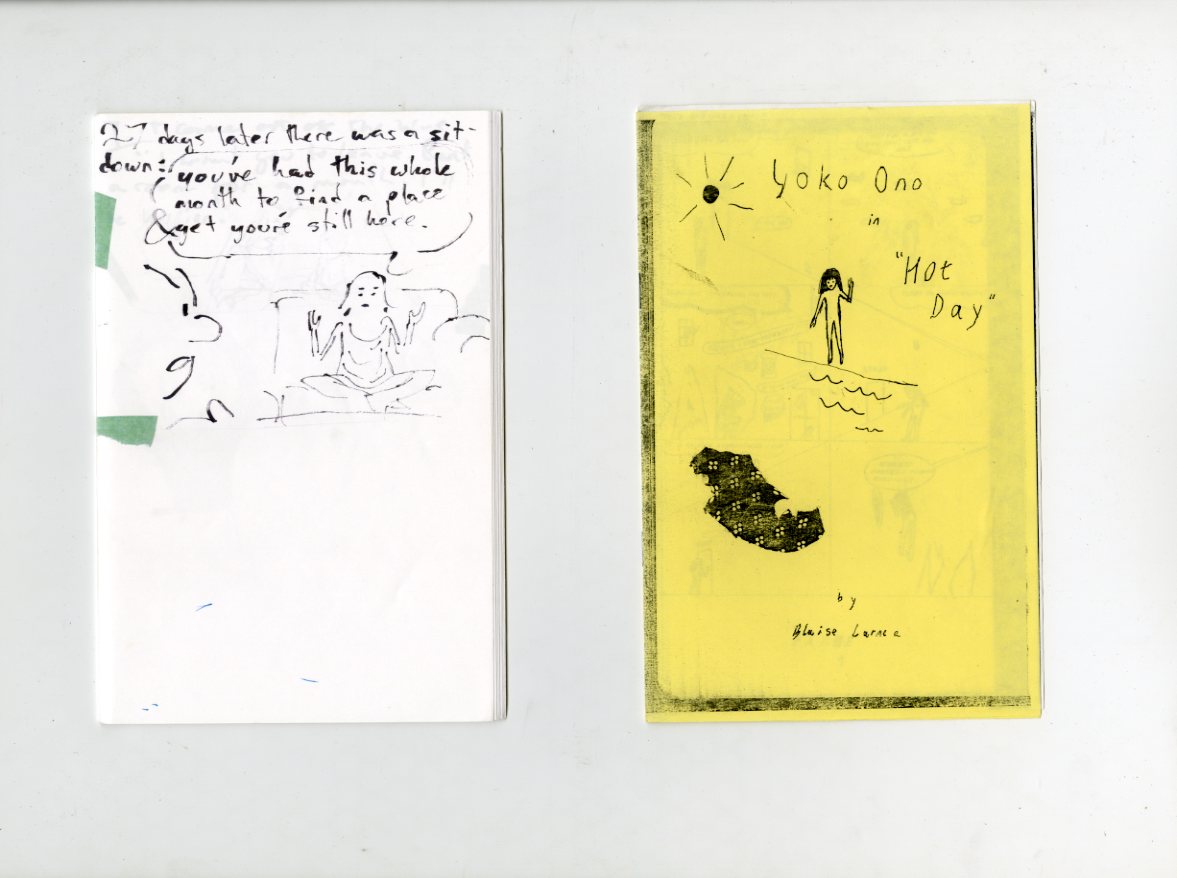 27 days later there was a sit-
down:
you've had this whole
month to find a place
& yet you're still here.
Yoko Ono
in
"Hot
Day"
by
Blaise
NO